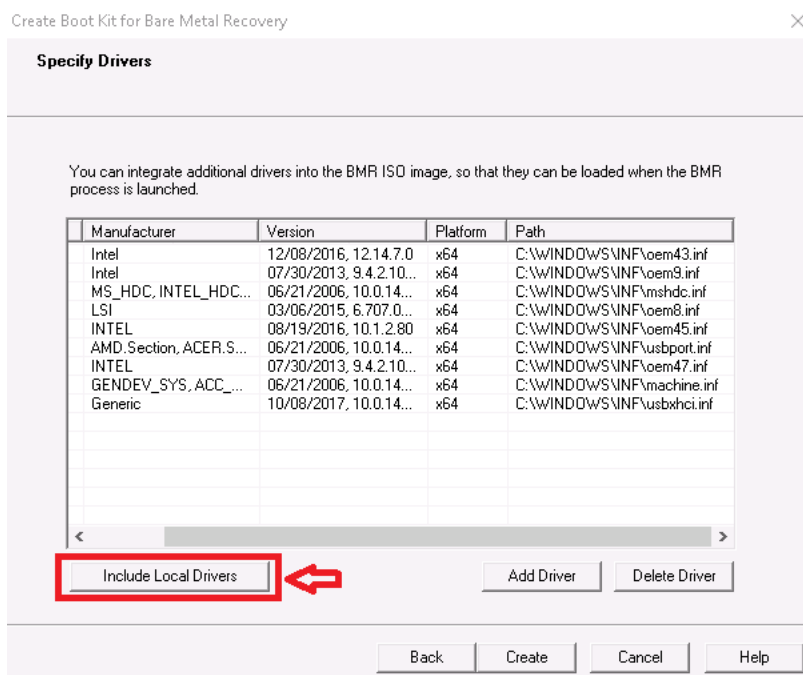 Create Boot Kit for Bare Metal Recovery
Specify Drivers
You can integrate additional drivers into the BMR ISO image, so that they can be loaded when the BMR
process is launched.
Manufacturer Version Platform Path
Intel 12/08/2016, 12.14.7.0 x64 C:\WINDOWS\INF\oem43.inf
Intel 07/30/2013, 9.4.2.10... x64 C:\WINDOWS\INF\oem9.inf
MS_HDC, INTEL_HDC... 06/21/2006, 10.0.14... x64 C:\WINDOWS\INF\mshdc.inf
LSI 03/06/2015, 6.707.0... x64 C:\WINDOWS\INF\oem8.inf
INTEL 08/19/2016, 10.1.2.80 x64 C:\WINDOWS\INF\oem45.inf
AMD.Section, ACER.S... 06/21/2006, 10.0.14... x64 C:\WINDOWS\INF\usbport.inf
INTEL 07/30/2013, 9.4.2.10... x64 C:\WINDOWS\INF\oem47.inf
GENDEV_SYS, ACC_... 06/21/2006, 10.0.14... x64 C:\WINDOWS\INF\machine.inf
Generic 10/08/2017, 10.0.14... x64 C:\WINDOWS\INF\usbxhci.inf
Include Local Drivers Add Driver Delete Driver
Back Create Cancel Help